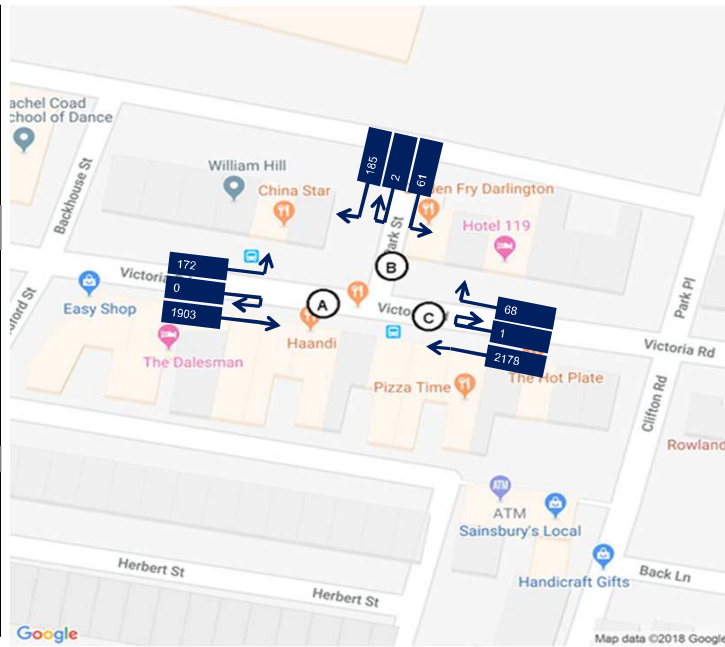 achel Coad
chool of Dance
William Hill
China Star
Backhouse St
185
2
61
en Fry Darlington
Hotel 119
Park Pl
ark St
B
172
0
1903
Victoria
A
Victo
C
68
1
2178
Victoria Rd
Easy Shop
The Dalesman
Haandi
Pizza Time
The Hot Plate
Clifton Rd
Rowland
ATM
ATM
Sainsbury's Local
Handicraft Gifts
Back Ln
Herbert St
Herbert St
Google
Map data ©2018 Google